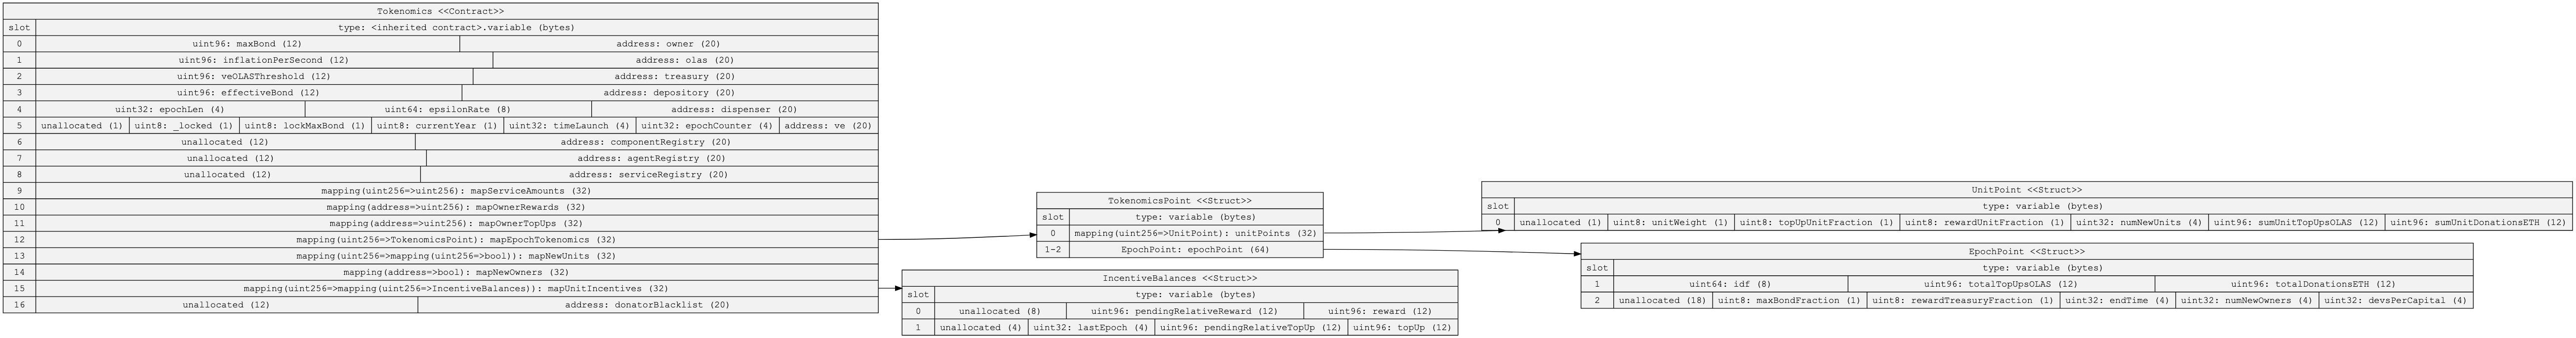 Tokenomics <<Contract>>
slot type: <inherited contract>.variable (bytes)
0 uint96: maxBond (12) address: owner (20)
1 uint96: inflationPerSecond (12) address: olas (20)
2 uint96: veOLASThreshold (12) address: treasury (20)
3 uint96: effectiveBond (12) address: depository (20)
4 uint32: epochLen (4) uint64: epsilonRate (8) address: dispenser (20)
5 unallocated (1) uint8: _locked (1) uint8: lockMaxBond (1) uint8: currentYear (1) uint32: timeLaunch (4) uint32: epochCounter (4) address: ve (20)
6 unallocated (12) address: componentRegistry (20)
7 unallocated (12) address: agentRegistry (20)
8 unallocated (12) address: serviceRegistry (20)
9 mapping(uint256=>uint256): mapServiceAmounts (32)
10 mapping(address=>uint256): mapOwnerRewards (32)
11 mapping(address=>uint256): mapOwnerTopUps (32)
12 mapping(uint256=>TokenomicsPoint): mapEpochTokenomics (32)
13 mapping(uint256=>mapping(uint256=>bool)): mapNewUnits (32)
14 mapping(address=>bool): mapNewOwners (32)
15 mapping(uint256=>mapping(uint256=>IncentiveBalances)): mapUnitIncentives (32)
16 unallocated (12) address: donatorBlacklist (20)
TokenomicsPoint <<Struct>>
slot type: variable (bytes)
0 mapping(uint256=>UnitPoint): unitPoints (32)
1-2 EpochPoint: epochPoint (64)
IncentiveBalances <<Struct>>
slot type: variable (bytes)
0 unallocated (8) uint96: pendingRelativeReward (12) uint96: reward (12)
1 unallocated (4) uint32: lastEpoch (4) uint96: pendingRelativeTopUp (12) uint96: topUp (12)
UnitPoint <<Struct>>
slot type: variable (bytes)
0 unallocated (1) uint8: unitWeight (1) uint8: topUpUnitFraction (1) uint8: rewardUnitFraction (1) uint32: numNewUnits (4) uint96: sumUnitTopUpsOLAS (12) uint96: sumUnitDonationsETH (12)
EpochPoint <<Struct>>
slot type: variable (bytes)
1 uint64: idf (8) uint96: totalTopUpsOLAS (12) uint96: totalDonationsETH (12)
2 unallocated (18) uint8: maxBondFraction (1) uint8: rewardTreasuryFraction (1) uint32: endTime (4) uint32: numNewOwners (4) uint32: devsPerCapital (4)